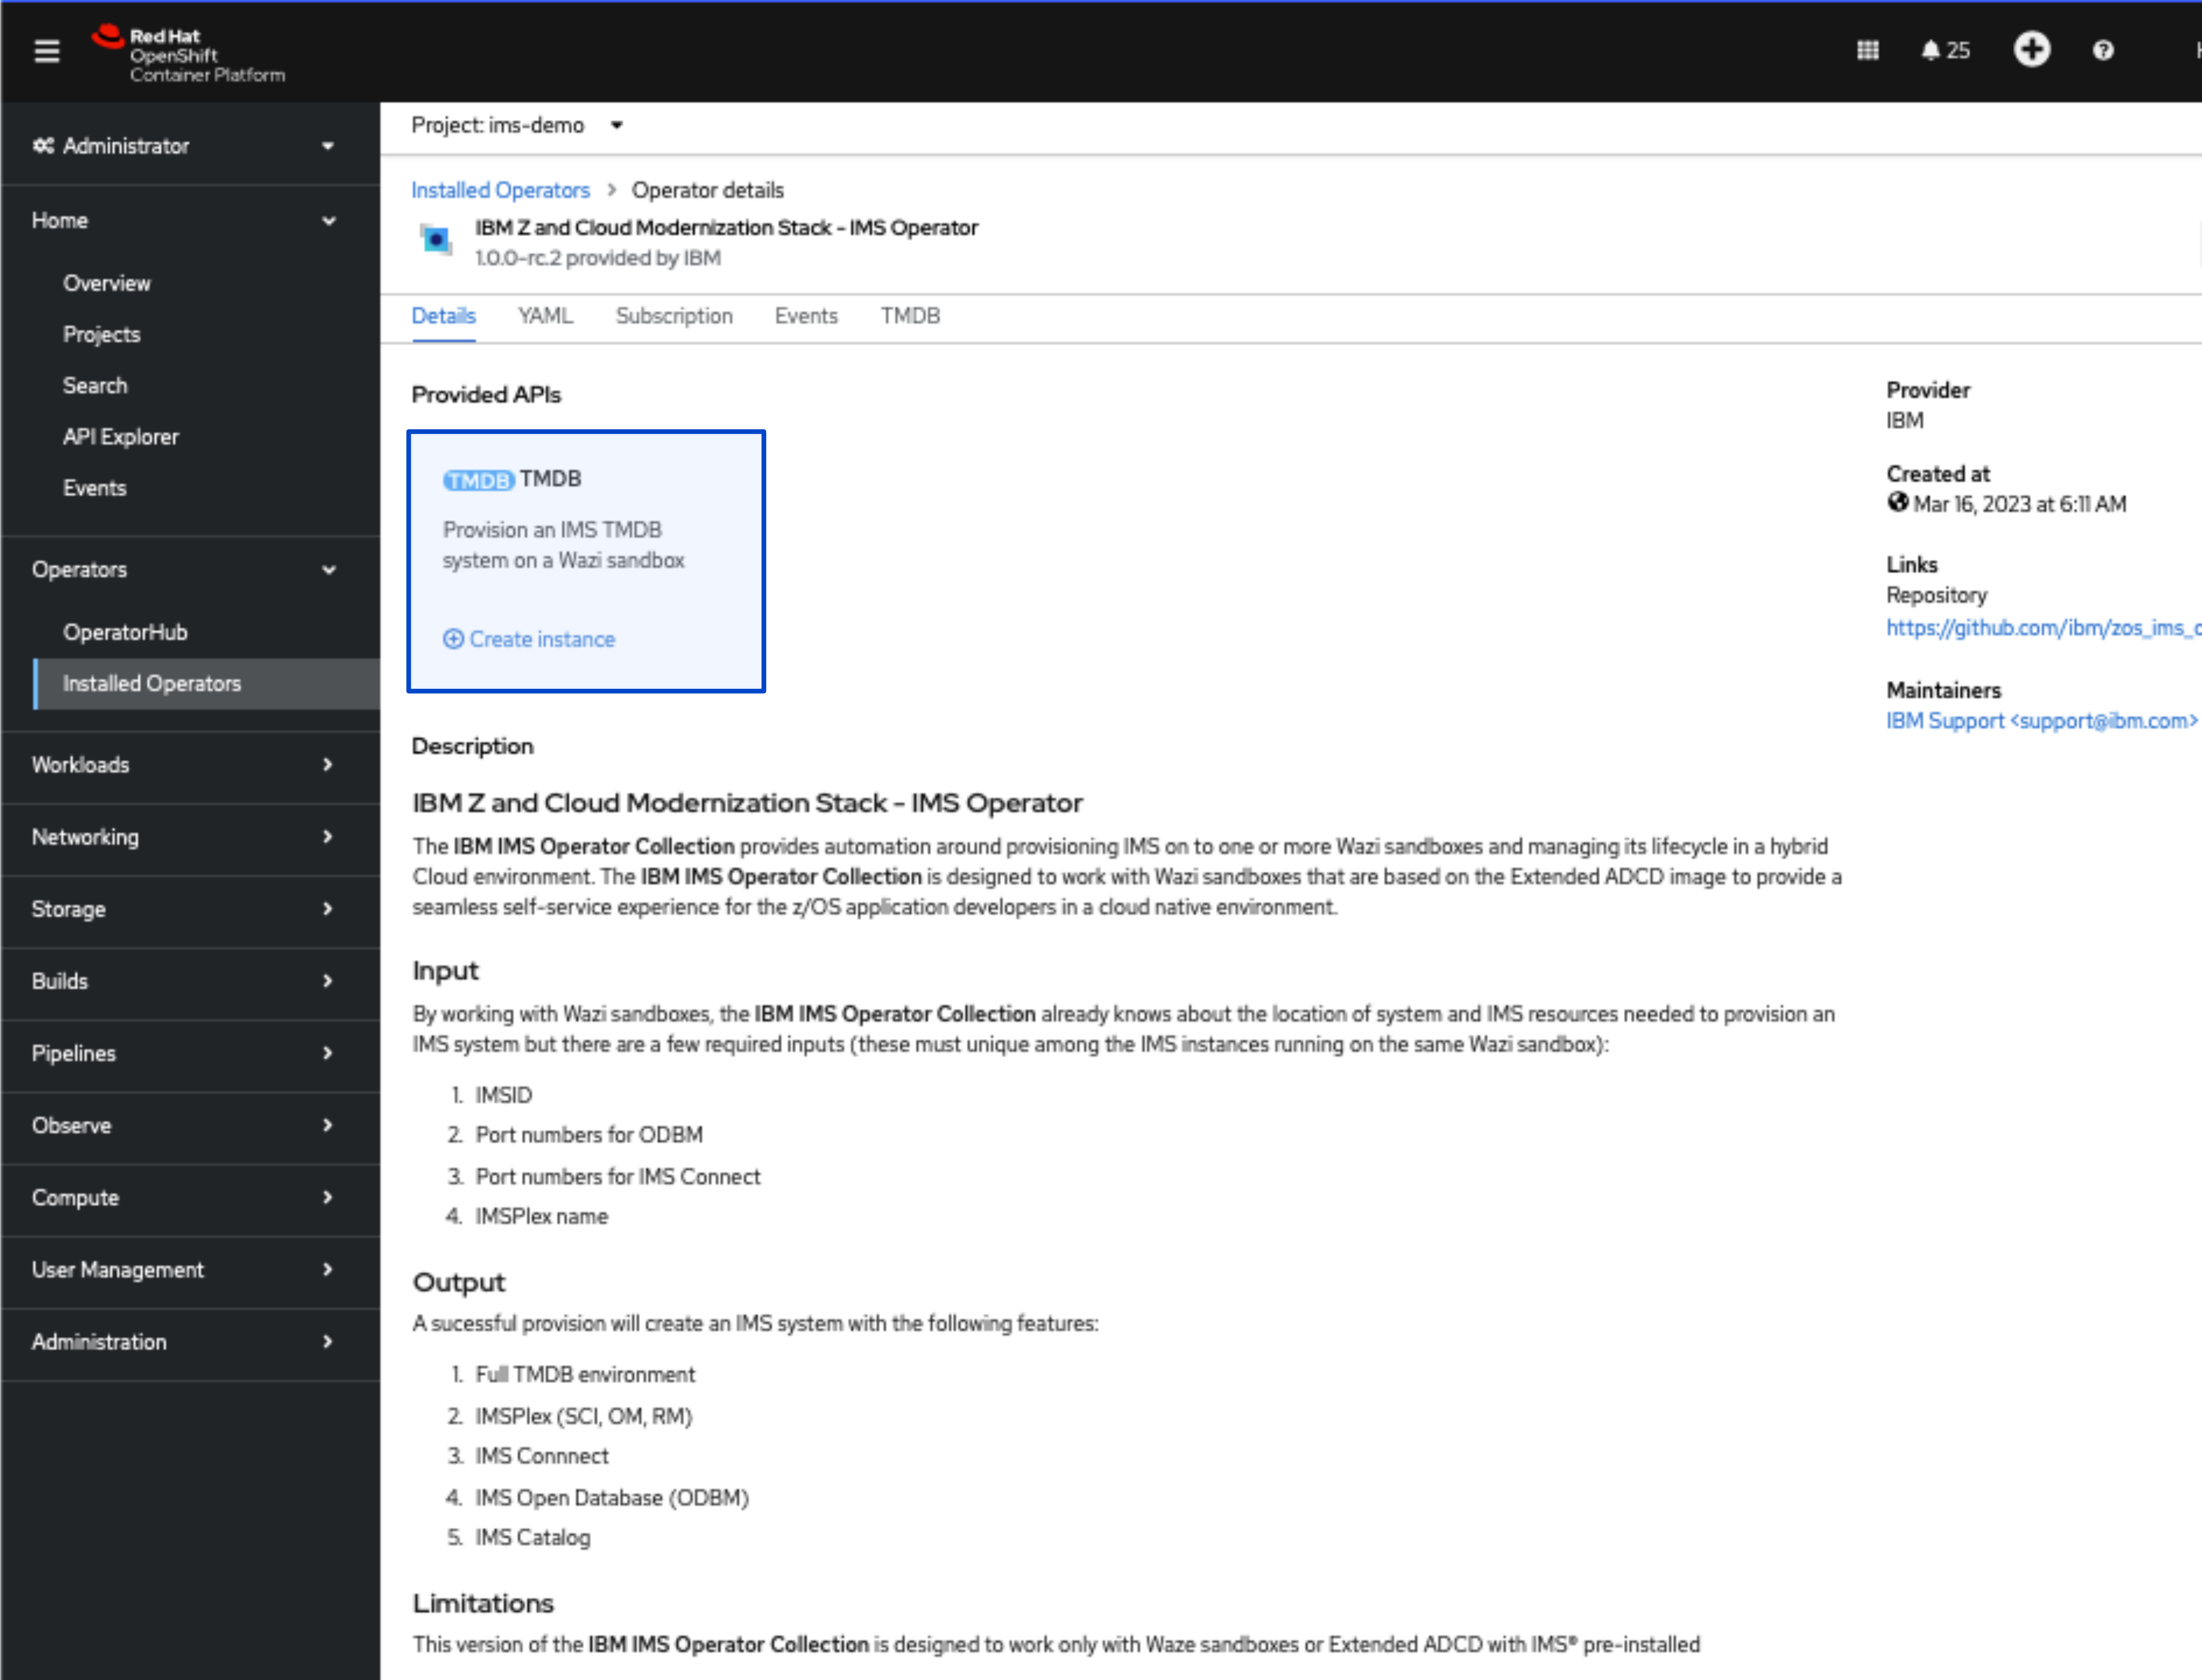 Red Hat
OpenShift
Container Platform
25
Administrator
Home
Overview
Projects
Search
API Explorer
Events
Operators
OperatorHub
Installed Operators
Workloads
Networking
Storage
Builds
Pipelines
Observe
Compute
User Management
Administration
Project: ims-demo
Installed Operators > Operator details
IBM Z and Cloud Modernization Stack - IMS Operator
1.0.0-rc.2 provided by IBM
Details YAML Subscription Events TMDB
Provided APIs
TMDB TMDB
Provision an IMS TMDB
system on a Wazi sandbox
Create instance
Description
IBM Z and Cloud Modernization Stack - IMS Operator
The IBM IMS Operator Collection provides automation around provisioning IMS on to one or more Wazi sandboxes and managing its lifecycle in a hybrid
Cloud environment. The IBM IMS Operator Collection is designed to work with Wazi sandboxes that are based on the Extended ADCD image to provide a
seamless self-service experience for the z/OS application developers in a cloud native environment.
Input
By working with Wazi sandboxes, the IBM IMS Operator Collection already knows about the location of system and IMS resources needed to provision an
IMS system but there are a few required inputs (these must unique among the IMS instances running on the same Wazi sandbox):
1. IMSID
2. Port numbers for ODBM
3. Port numbers for IMS Connect
4. IMSPlex name
Output
A sucessful provision will create an IMS system with the following features:
1. Full TMDB environment
2. IMSPlex (SCI, OM, RM)
3. IMS Connnect
4. IMS Open Database (ODBM)
5. IMS Catalog
Limitations
This version of the IBM IMS Operator Collection is designed to work only with Waze sandboxes or Extended ADCD with IMS® pre-installed
Provider
IBM
Created at
Mar 16, 2023 at 6:11 AM
Links
Repository
https://github.com/ibm/zos_ims_
Maintainers
IBM Support <support@ibm.com>